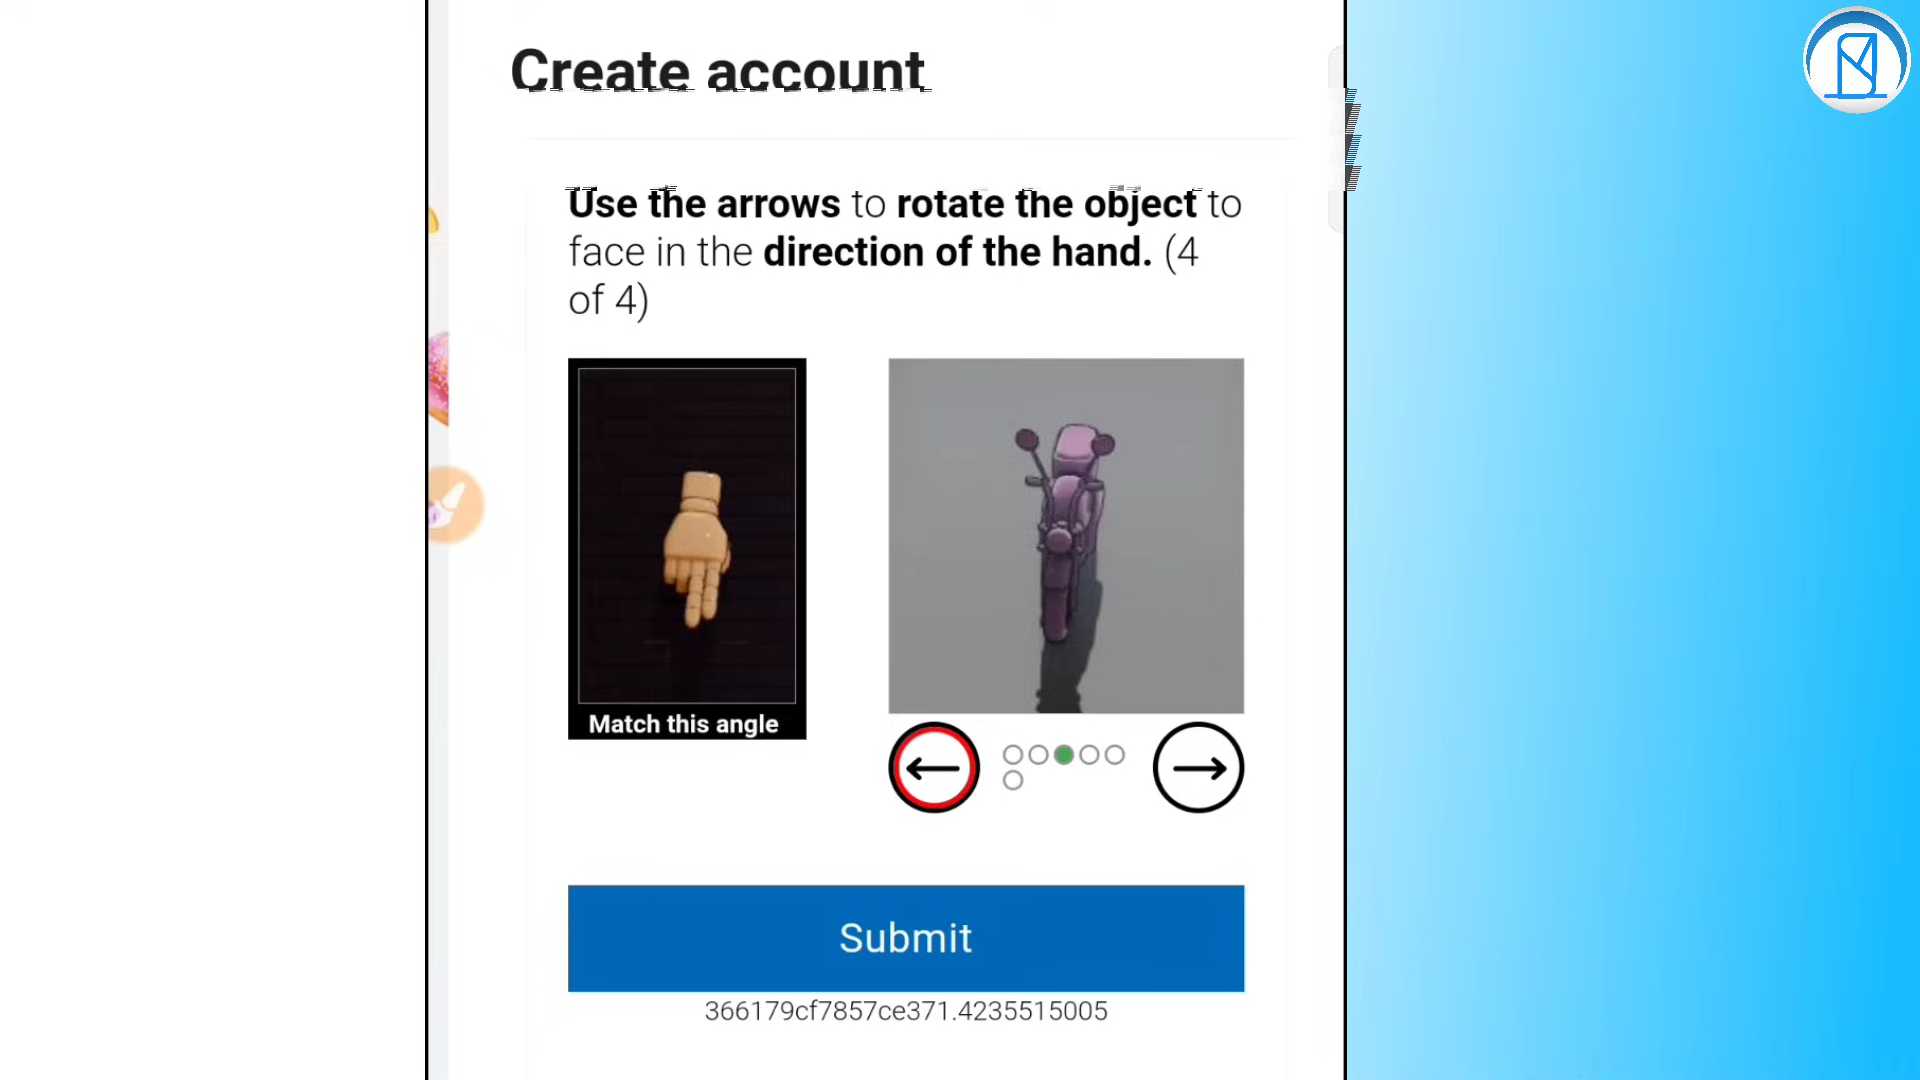 Create account
Use the arrows to rotate the object to
face in the direction of the hand. (4
of 4)
Match this angle
Submit
366179cf7857ce371.4235515005